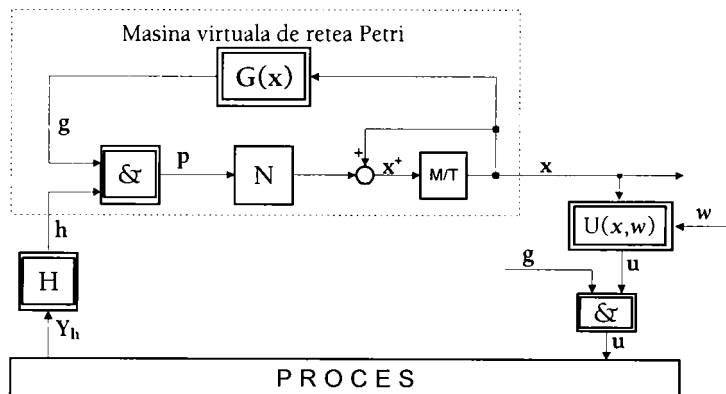 Masina virtuala de retea Petri
G(x)
g
p
+
x+
&
N
M/T
x
h
w
U(x,w)
g
u
H
&
Yh
u
PROCES